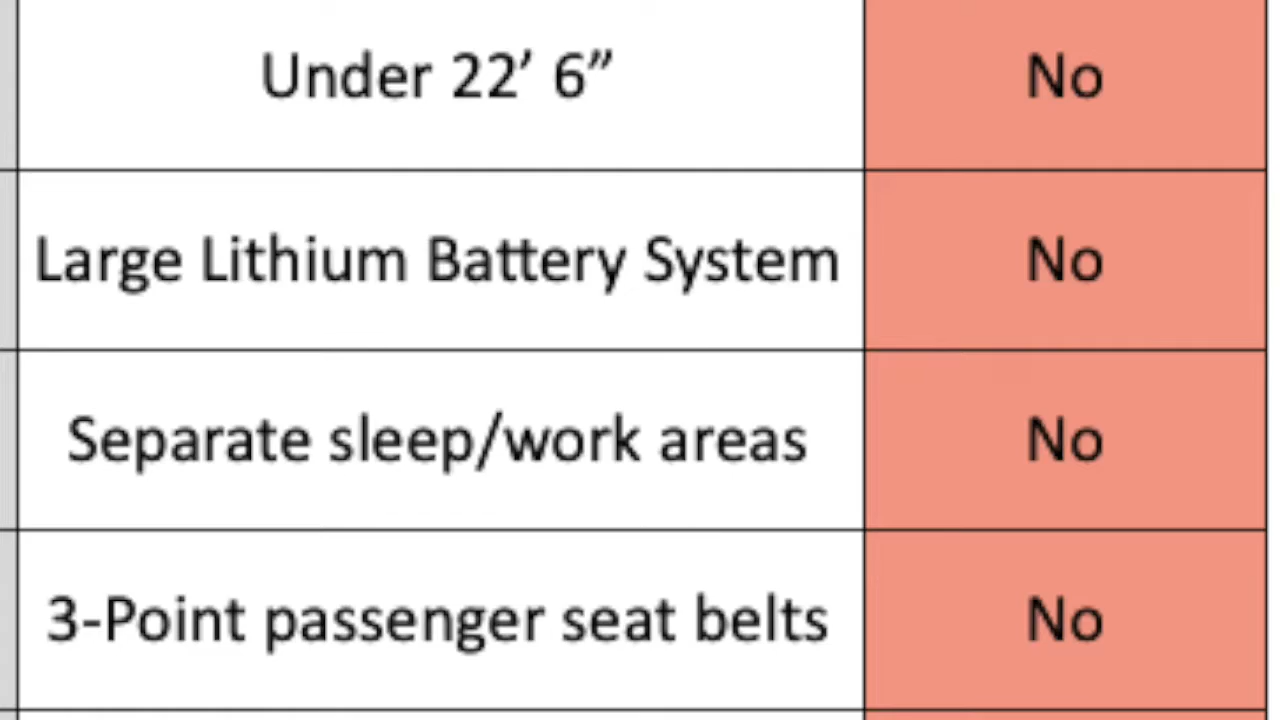 Under 22’ 6” No
Large Lithium Battery System No
Separate sleep/work areas No
3-Point passenger seat belts No